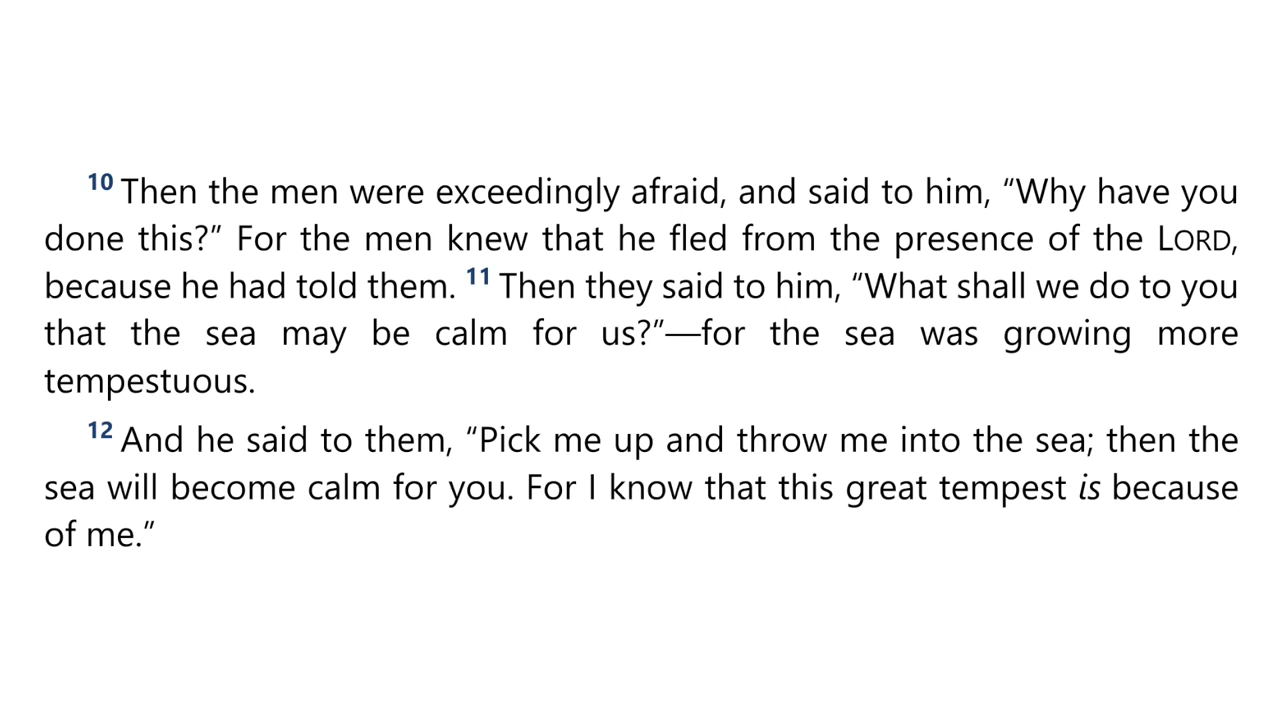 10 Then the men were exceedingly afraid, and said to him, “Why have you
done this?” For the men knew that he fled from the presence of the LORD,
because he had told them. 11 Then they said to him, “What shall we do to you
that the sea may be calm for us?”—for the sea was growing more
tempestuous.
12 And he said to them, “Pick me up and throw me into the sea; then the
sea will become calm for you. For I know that this great tempest is because
of me.”